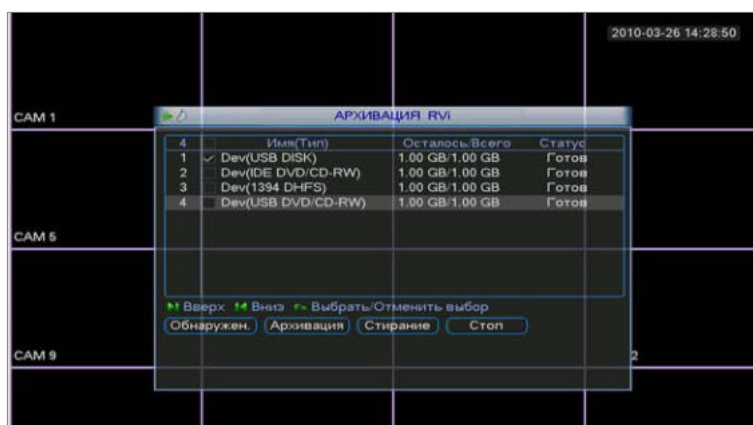 2010-03-26 14:28:50
CAM 1
АРХИВАЦИЯ RVi
4 Имя(Тип) Осталось/Всего Статус
1 Dev(USB DISK) 1.00 GB/1.00 GB Готов
2 Dev(IDE DVD/CD-RW) 1.00 GB/1.00 GB Готов
3 Dev(1394 DHFS) 1.00 GB/1.00 GB Готов
4 Dev(USB DVD/CD-RW) 1.00 GB/1.00 GB Готов
CAM 5
Вверх Вниз Fn Выбрать/Отменить выбор
Обнаружен. Архивация Стирание Стоп
CAM 9
2